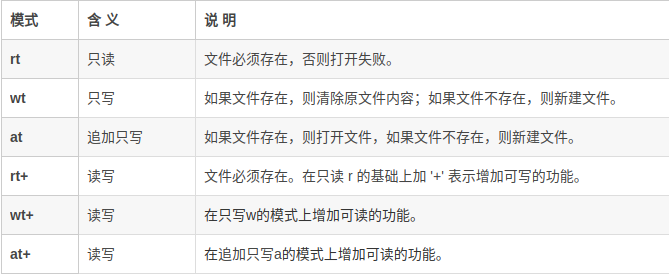 模式 含 义 说 明
rt 只读 文件必须存在，否则打开失败。
wt 只写 如果文件存在，则清除原文件内容；如果文件不存在，则新建文件。
at 追加只写 如果文件存在，则打开文件，如果文件不存在，则新建文件。
rt+ 读写 文件必须存在。在只读 r 的基础上加 '+' 表示增加可写的功能。
wt+ 读写 在只写w的模式上增加可读的功能。
at+ 读写 在追加只写a的模式上增加可读的功能。